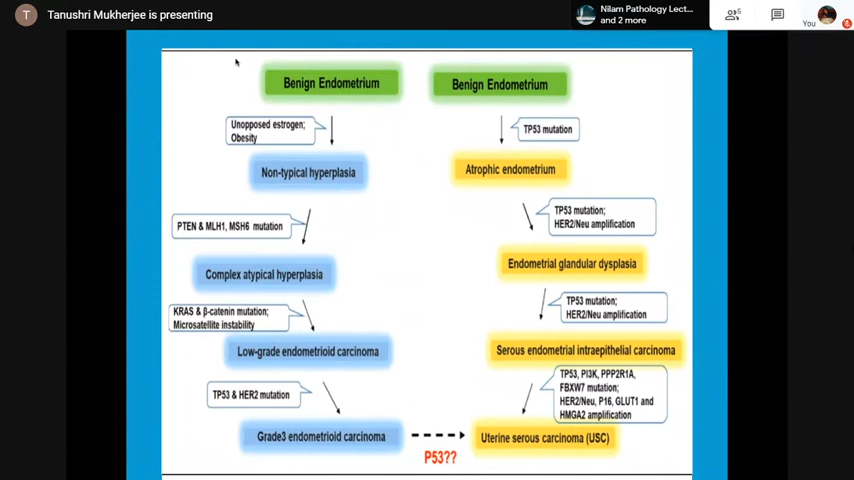 T Tanushri Mukherjee is presenting
Nilam Pathology Lect...
and 2 more
6
You
Benign Endometrium
Benign Endometrium
Unopposed estrogen;
Obesity
TP53 mutation
Non-typical hyperplasia
Atrophic endometrium
PTEN & MLH1, MSH6 mutation
TP53 mutation;
HER2/Neu amplification
Complex atypical hyperplasia
Endometrial glandular dysplasia
KRAS & β-catenin mutation;
Microsatellite instability
TP53 mutation;
HER2/Neu amplification
Low-grade endometrioid carcinoma
Serous endometrial intraepithelial carcinoma
TP53 & HER2 mutation
TP53, PI3K, PPP2R1A,
FBXW7 mutation;
HER2/Neu, P16, GLUT1 and
HMGA2 amplification
Grade3 endometrioid carcinoma
Uterine serous carcinoma (USC)
P53??